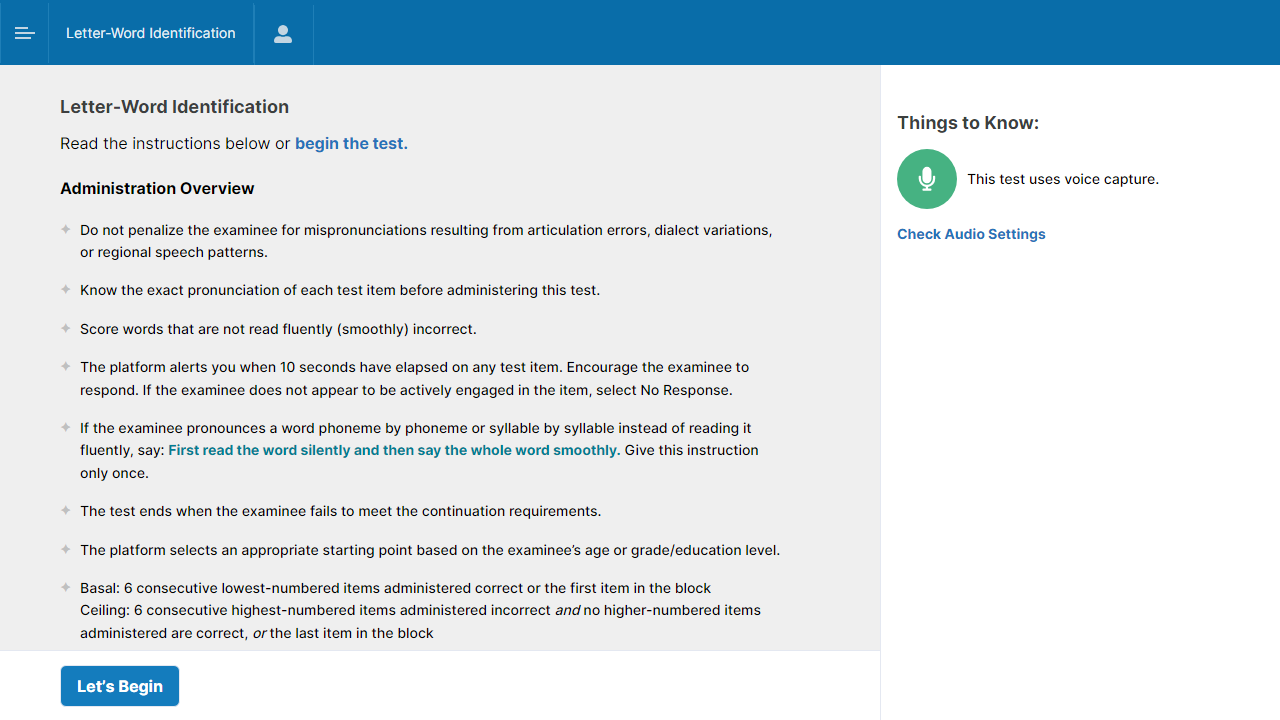 Letter-Word Identification
Letter-Word Identification
Read the instructions below or begin the test.
Administration Overview
Do not penalize the examinee for mispronunciations resulting from articulation errors, dialect variations,
or regional speech patterns.
Know the exact pronunciation of each test item before administering this test.
Score words that are not read fluently (smoothly) incorrect.
The platform alerts you when 10 seconds have elapsed on any test item. Encourage the examinee to
respond. If the examinee does not appear to be actively engaged in the item, select No Response.
If the examinee pronounces a word phoneme by phoneme or syllable by syllable instead of reading it
fluently, say: First read the word silently and then say the whole word smoothly. Give this instruction
only once.
The test ends when the examinee fails to meet the continuation requirements.
The platform selects an appropriate starting point based on the examinee’s age or grade/education level.
Basal: 6 consecutive lowest-numbered items administered correct or the first item in the block
Ceiling: 6 consecutive highest-numbered items administered incorrect and no higher-numbered items
administered are correct, or the last item in the block
Let's Begin
Things to Know:
This test uses voice capture.
Check Audio Settings